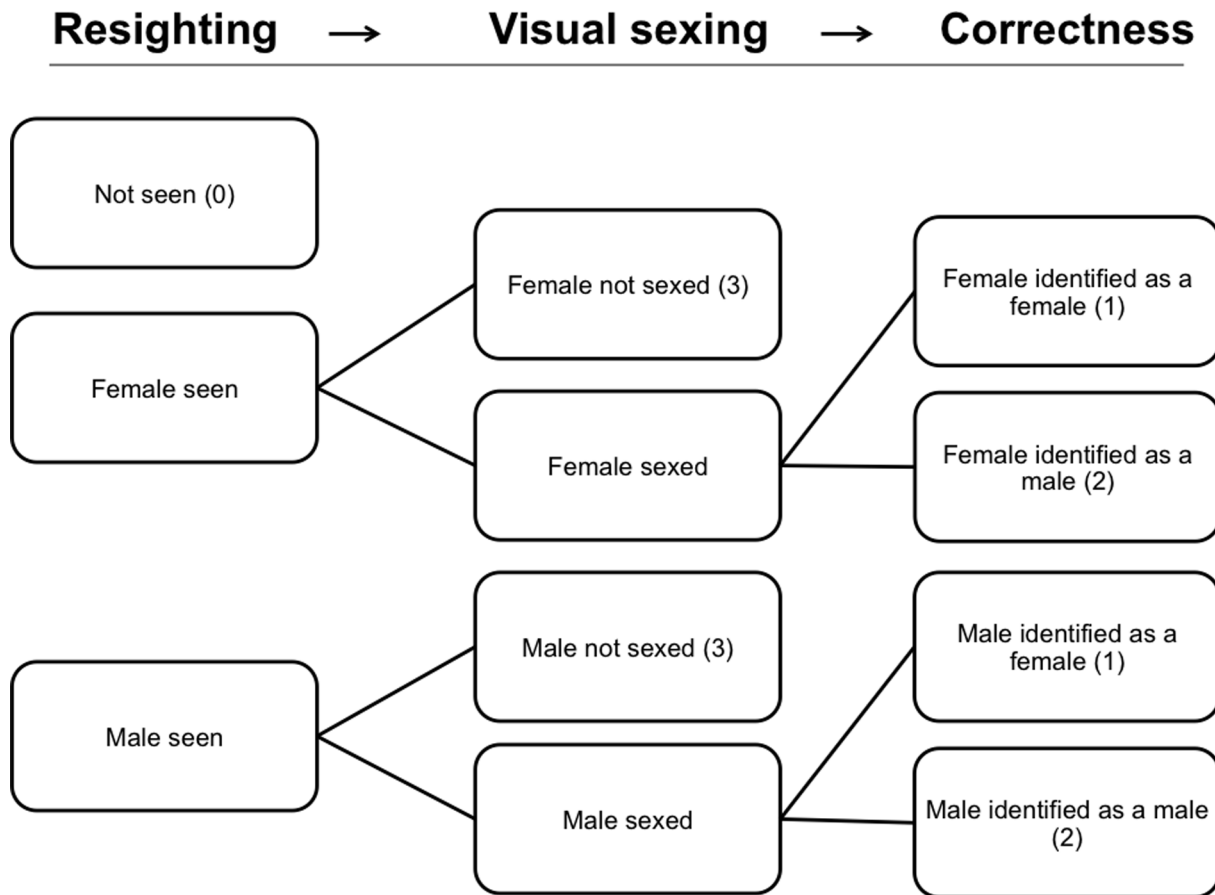 Resighting → Visual sexing → Correctness
Not seen (0)
Female seen
Male seen
Female not sexed (3)
Female sexed
Male not sexed (3)
Male sexed
Female identified as a
female (1)
Female identified as a
male (2)
Male identified as a
female (1)
Male identified as a male
(2)